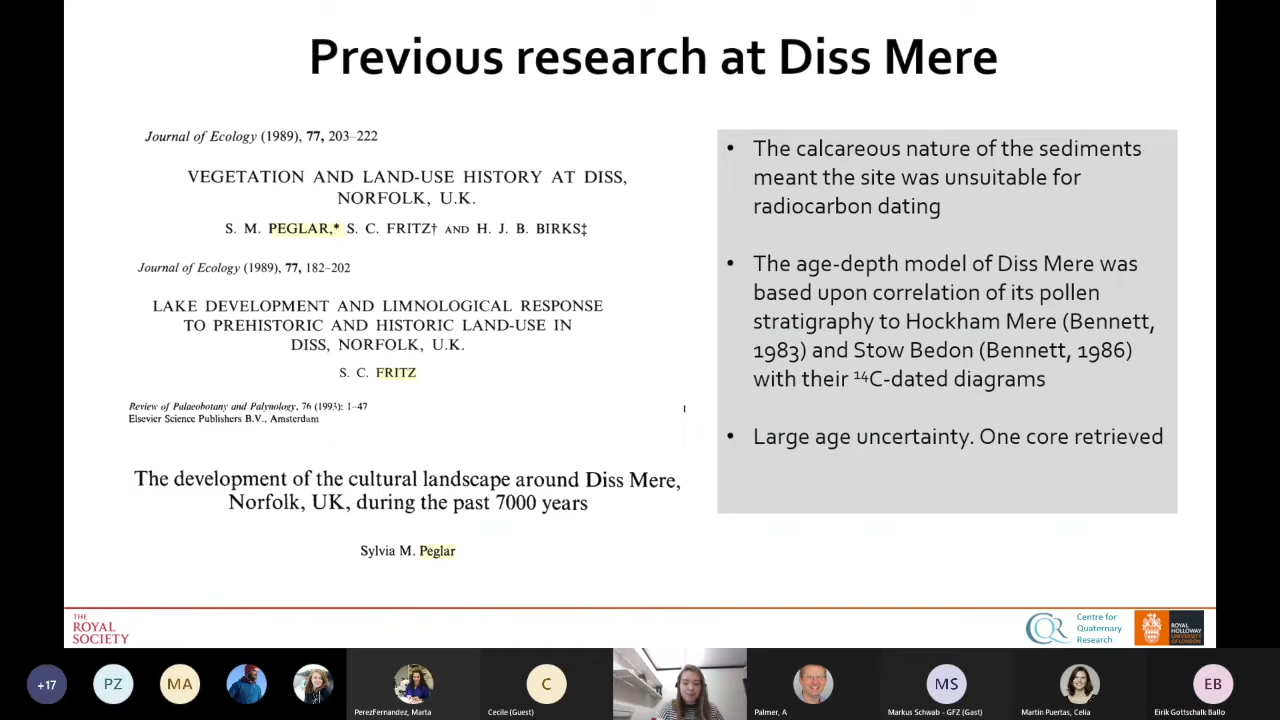 Previous research at Diss Mere
Journal of Ecology (1989), 77, 203–222
VEGETATION AND LAND-USE HISTORY AT DISS,
NORFOLK, U.K.
S. M. PEGLAR,* S. C. FRITZ† AND H. J. B. BIRKS‡
Journal of Ecology (1989), 77, 182–202
LAKE DEVELOPMENT AND LIMNOLOGICAL RESPONSE
TO PREHISTORIC AND HISTORIC LAND-USE IN
DISS, NORFOLK, U.K.
S. C. FRITZ
Review of Palaeobotany and Palynology, 76 (1993): 1–47
Elsevier Science Publishers B.V., Amsterdam
The development of the cultural landscape around Diss Mere,
Norfolk, UK, during the past 7000 years
Sylvia M. Peglar
• The calcareous nature of the sediments
meant the site was unsuitable for
radiocarbon dating
• The age-depth model of Diss Mere was
based upon correlation of its pollen
stratigraphy to Hockham Mere (Bennett,
1983) and Stow Bedon (Bennett, 1986)
with their ¹⁴C-dated diagrams
• Large age uncertainty. One core retrieved
THE
ROYAL
SOCIETY
Centre for
Quaternary
Research
ROYAL
HOLLOWAY
UNIVERSITY
OF LONDON
+17
PZ
MA
PerezFernandez, Marta
C
Cecile (Guest)
Palmer, A
MS
Markus Schwab - GFZ (Gast)
Martin Puertas, Celia
EB
Eirik Gottschalk Ballo